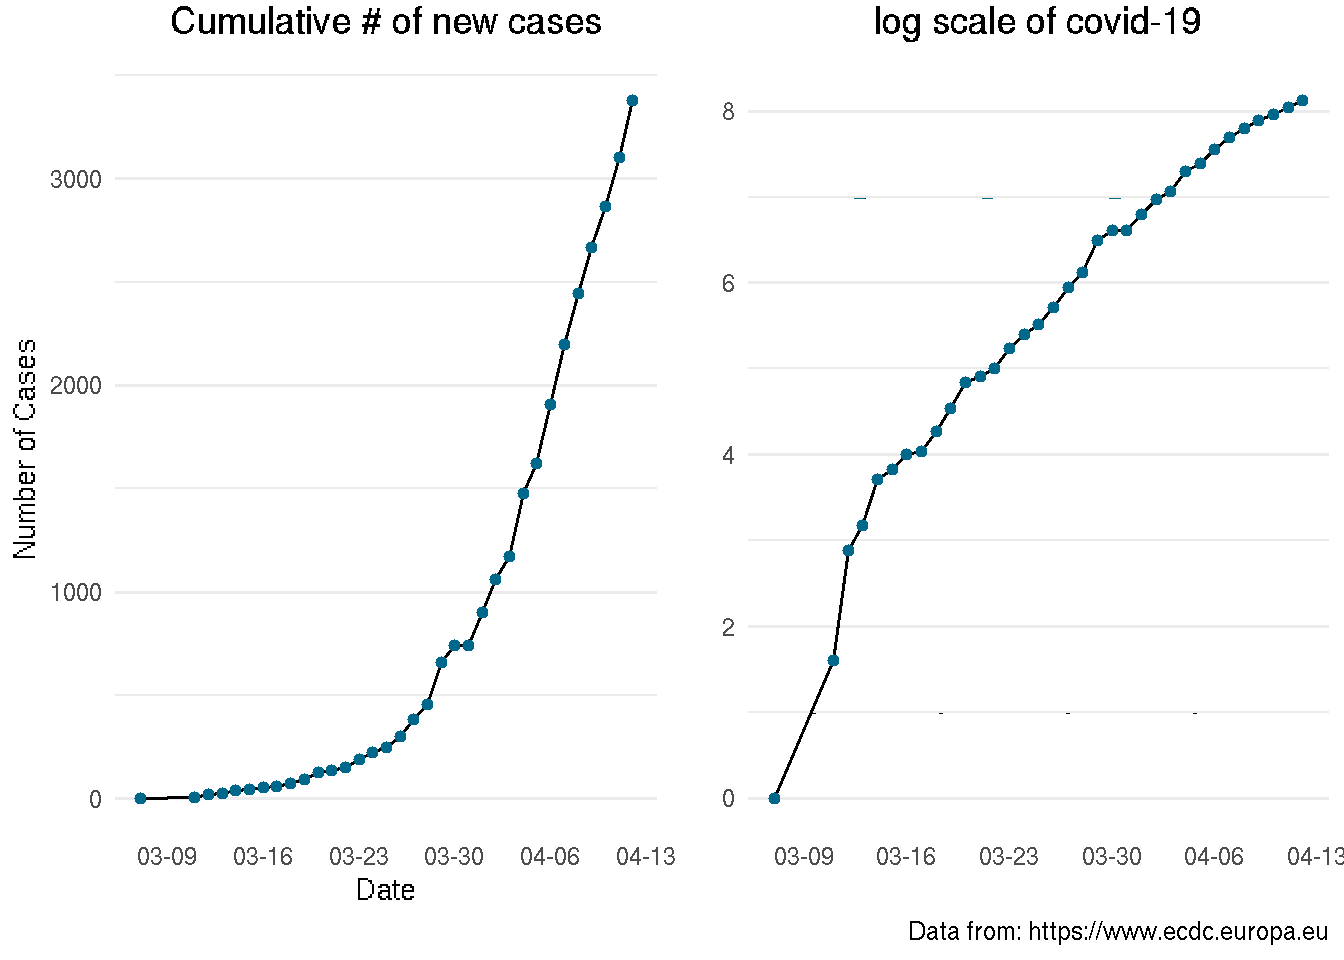 Cumulative # of new cases
3000
2000
1000
0
Number of Cases
03-09 03-16 03-23 03-30 04-06 04-13
Date
log scale of covid-19
8
6
4
2
0
03-09 03-16 03-23 03-30 04-06 04-13
Data from: https://www.ecdc.europa.eu